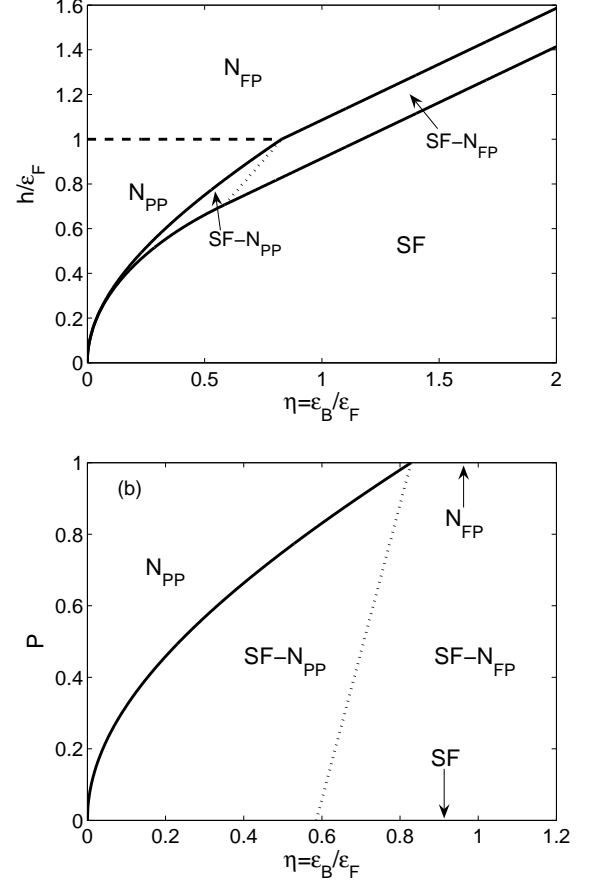 1.6
1.4
1.2
1
0.8
0.6
0.4
0.2
0
h/ε_F
N_FP
SF−N_FP
N_PP
SF−N_PP
SF
0 0.5 1 1.5 2
η=ε_B/ε_F
1
0.8
0.6
0.4
0.2
0
P
(b)
N_FP
N_PP
SF−N_PP
SF−N_FP
SF
0 0.2 0.4 0.6 0.8 1 1.2
η=ε_B/ε_F